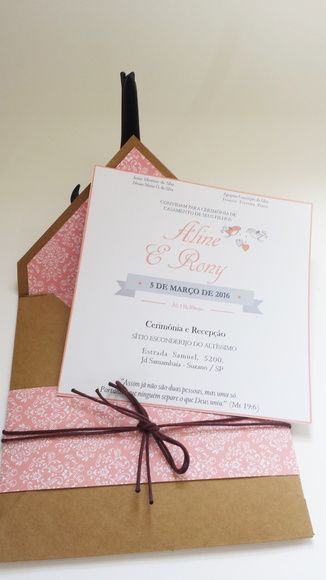 CONVIDAM PARA CERIMÔNIA DE
CASAMENTO DE SEUS FILHOS
Aline
E Rony
5 DE MARÇO DE 2016
Cerimônia e Recepção
SÍTIO ESCONDERIJO DO ALTÍSSIMO
Estrada Samuel, 5200,
Jd Samambaia - Suzano / SP
"Assim já não são duas pessoas, mas uma só.
Portanto, que ninguém separe o que Deus uniu." (Mt. 19:6)